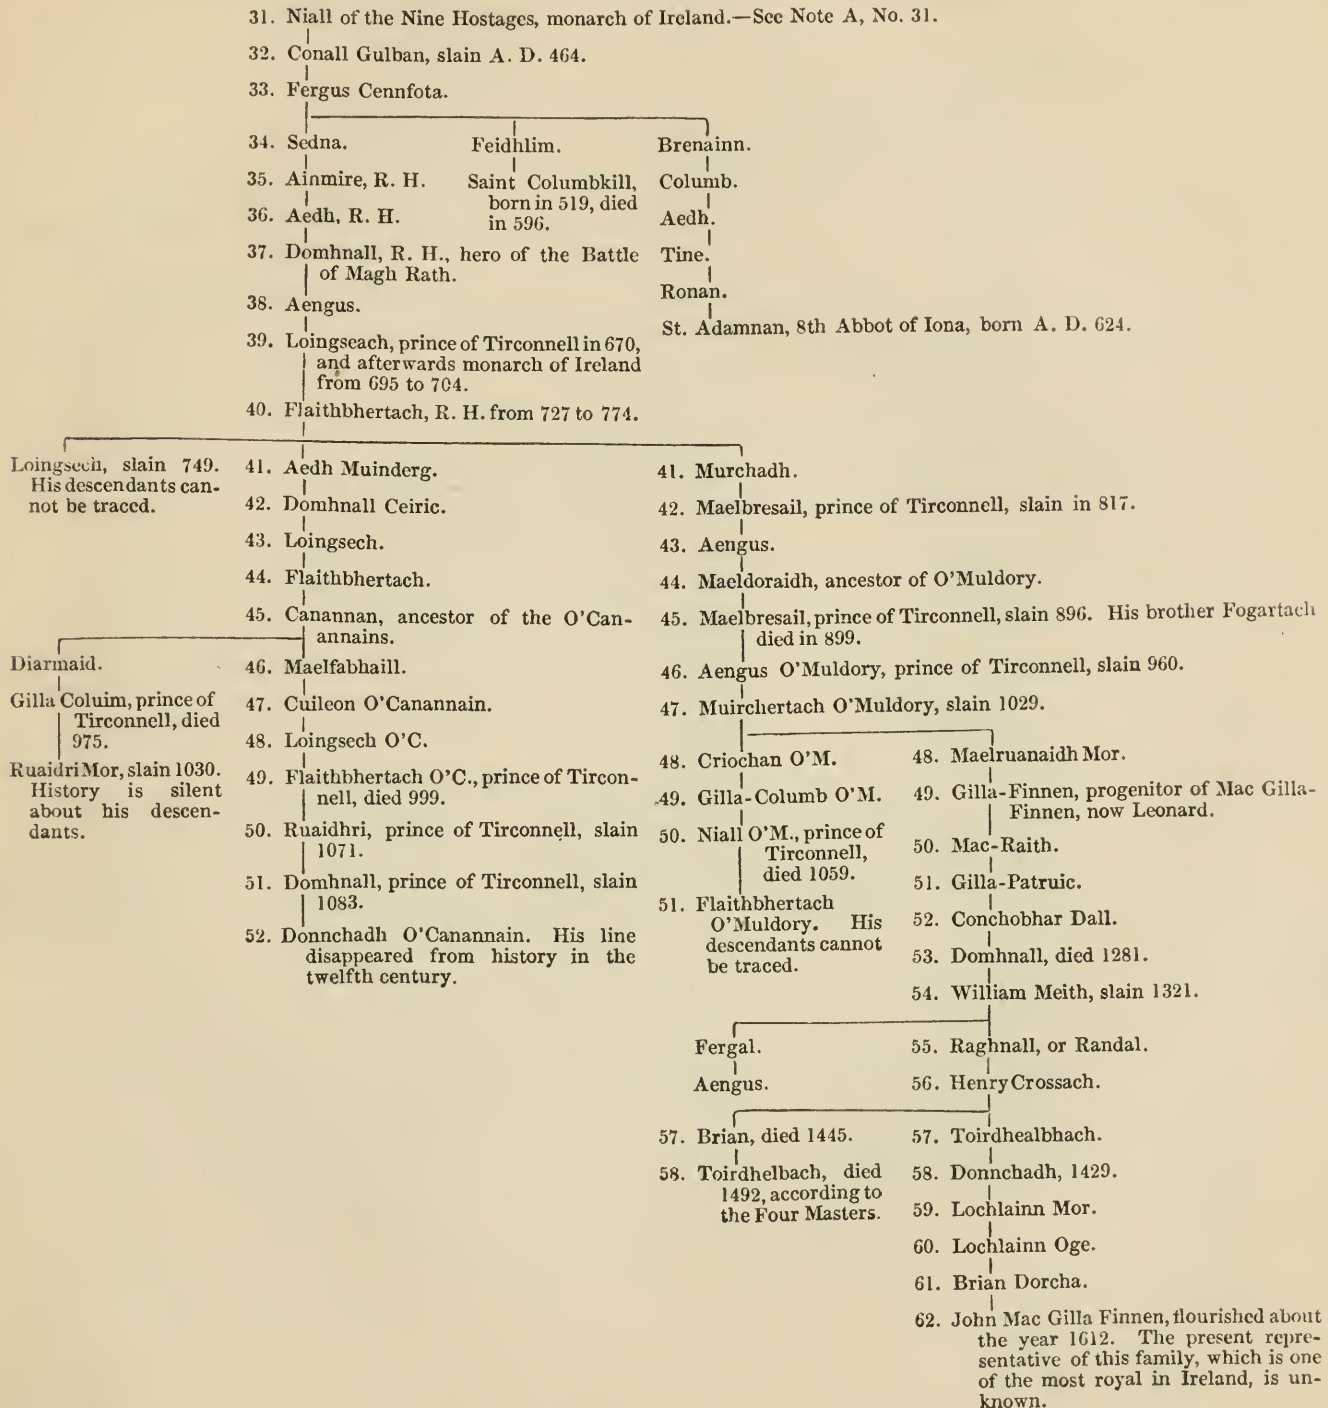 31. Niall of the Nine Hostages, monarch of Ireland.—See Note A, No. 31.
32. Conall Gulban, slain A. D. 464.
33. Fergus Cennfota.
34. Sedna.
35. Ainmire, R. H.
36. Aedh, R. H.
37. Domhnall, R. H., hero of the Battle
of Magh Rath.
38. Aengus.
39. Loingseach, prince of Tirconnell in 670,
and afterwards monarch of Ireland
from 695 to 704.
40. Flaithbhertach, R. H. from 727 to 774.
Feidhlim.
Saint Columbkill,
born in 519, died
in 596.
Brenainn.
Columb.
Aedh.
Tine.
Ronan.
St. Adamnan, 8th Abbot of Iona, born A. D. 624.
Loingsech, slain 749.
His descendants can-
not be traced.
41. Aedh Muinderg.
42. Domhnall Ceiric.
43. Loingsech.
44. Flaithbhertach.
45. Canannan, ancestor of the O'Can-
annains.
Diarmaid.
Gilla Coluim, prince of
Tirconnell, died
975.
Ruaidri Mor, slain 1030.
History is silent
about his descen-
dants.
46. Maelfabhaill.
47. Cuileon O'Canannain.
48. Loingsech O'C.
49. Flaithbhertach O'C., prince of Tircon-
nell, died 999.
50. Ruaidhri, prince of Tirconnell, slain
1071.
51. Domhnall, prince of Tirconnell, slain
1083.
52. Donnchadh O'Canannain. His line
disappeared from history in the
twelfth century.
41. Murchadh.
42. Maelbresail, prince of Tirconnell, slain in 817.
43. Aengus.
44. Maeldoraidh, ancestor of O'Muldory.
45. Maelbresail, prince of Tirconnell, slain 896. His brother Fogartach
died in 899.
46. Aengus O'Muldory, prince of Tirconnell, slain 960.
47. Muirchertach O'Muldory, slain 1029.
48. Criochan O'M.
49. Gilla-Columb O'M.
50. Niall O'M., prince of
Tirconnell,
died 1059.
51. Flaithbhertach
O'Muldory. His
descendants cannot
be traced.
48. Maelruanaidh Mor.
49. Gilla-Finnen, progenitor of Mac Gilla-
Finnen, now Leonard.
50. Mac-Raith.
51. Gilla-Patruic.
52. Conchobhar Dall.
53. Domhnall, died 1281.
54. William Meith, slain 1321.
Fergal.
Aengus.
55. Raghnall, or Randal.
56. Henry Crossach.
57. Brian, died 1445.
58. Toirdhelbach, died
1492, according to
the Four Masters.
57. Toirdhealbhach.
58. Donnchadh, 1429.
59. Lochlainn Mor.
60. Lochlainn Oge.
61. Brian Dorcha.
62. John Mac Gilla Finnen, flourished about
the year 1612. The present repre-
sentative of this family, which is one
of the most royal in Ireland, is un-
known.